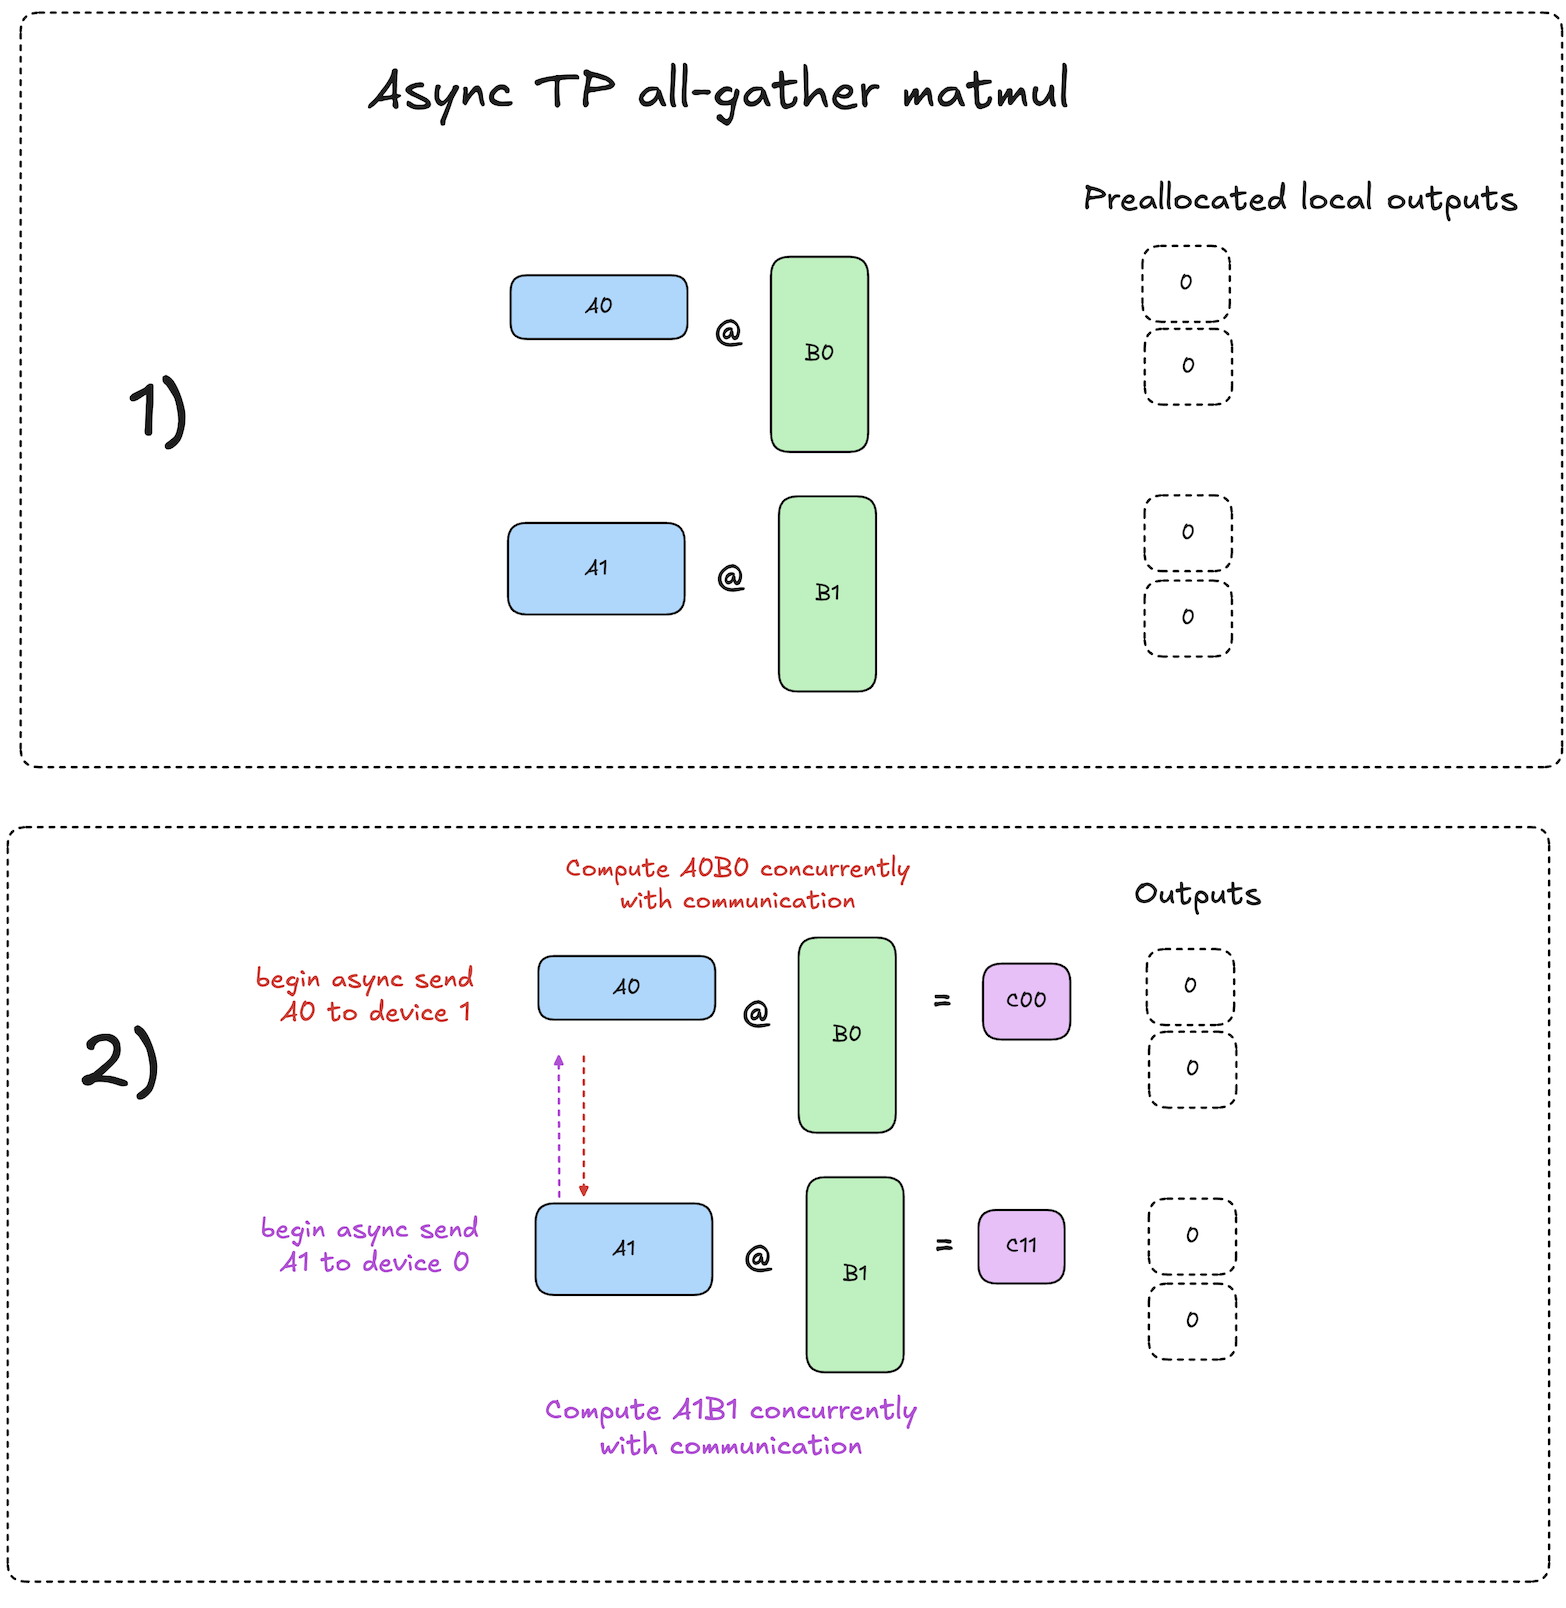 Async TP all-gather matmul
Preallocated local outputs
1)
A0
@
B0
0
0
A1
@
B1
0
0
2)
Compute A0B0 concurrently
with communication
Outputs
begin async send
A0 to device 1
A0
@
B0
=
C00
0
0
begin async send
A1 to device 0
A1
@
B1
=
C11
0
0
Compute A1B1 concurrently
with communication